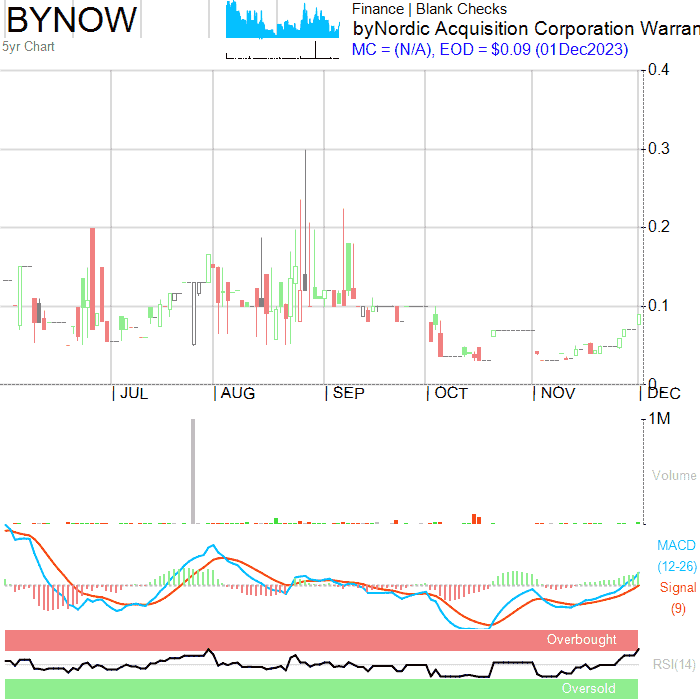 BYNOW
5yr Chart
Finance | Blank Checks
byNordic Acquisition Corporation Warran
MC = (N/A), EOD = $0.09 (01Dec2023)
0.4
0.3
0.2
0.1
0
JUL
AUG
SEP
OCT
NOV
DEC
1M
Volume
MACD
(12-26)
Signal
(9)
Overbought
RSI(14)
Oversold